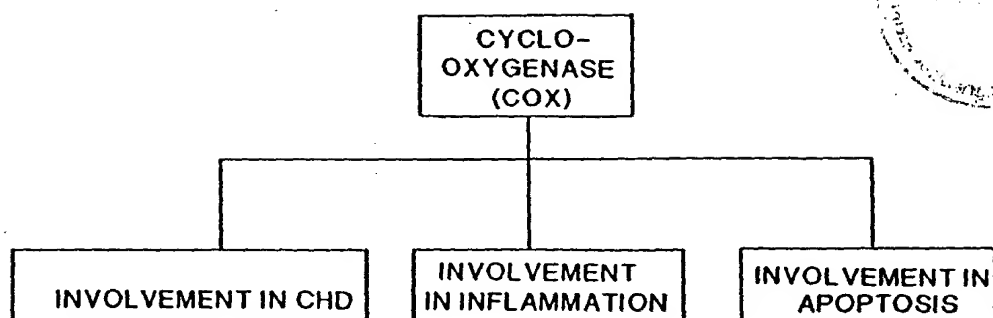 CYCLO-
OXYGENASE
(COX)
INVOLVEMENT IN CHD
INVOLVEMENT
IN INFLAMMATION
INVOLVEMENT IN
APOPTOSIS